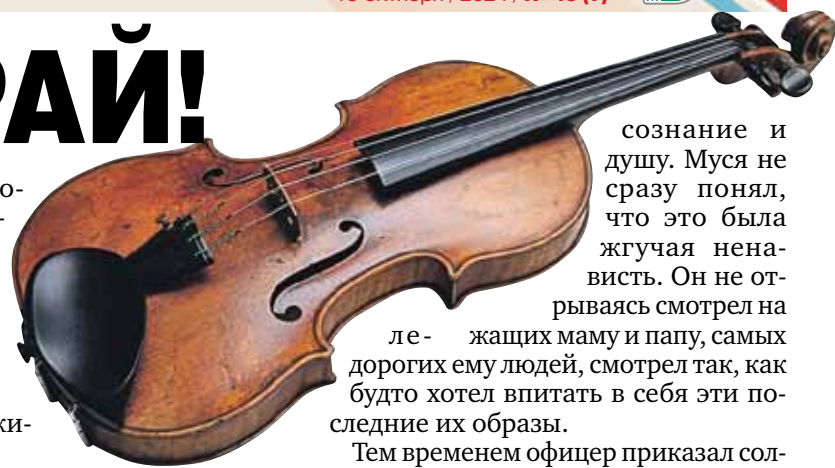 АЙ!
о-
-
ки-
сознание и
душу. Муся не
сразу понял,
что это была
жгучая нена-
висть. Он не от-
рываясь смотрел на
ле- жащих маму и папу, самых
дорогих ему людей, смотрел так, как
будто хотел впитать в себя эти по-
следние их образы.
Тем временем офицер приказал сол-